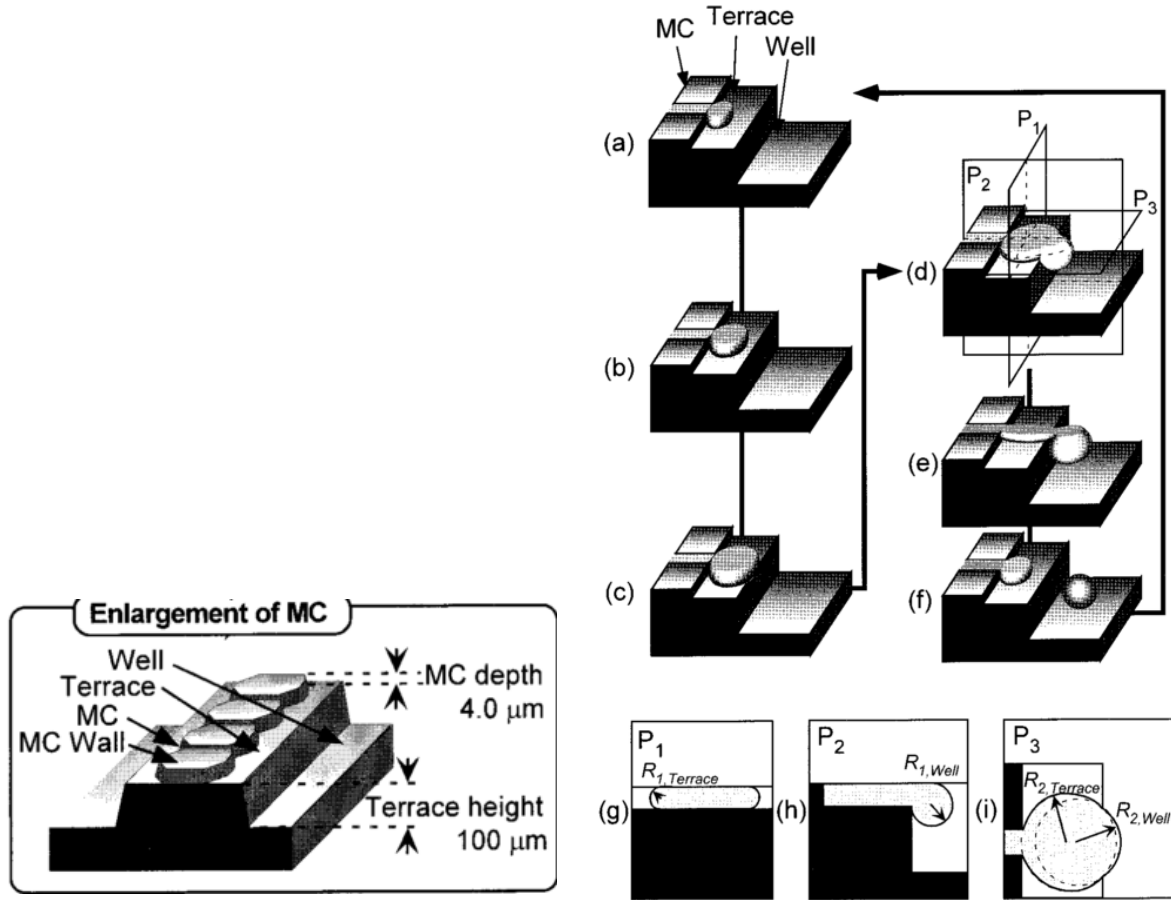 Enlargement of MC
Well
Terrace
MC
MC Wall
MC depth
4.0 μm
Terrace height
100 μm
MC
Terrace
Well
(a)
(b)
(c)
P1
P2
P3
(d)
(e)
(f)
(g)
P1
R1,Terrace
(h)
P2
R1,Well
(i)
P3
R2,Terrace
R2,Well